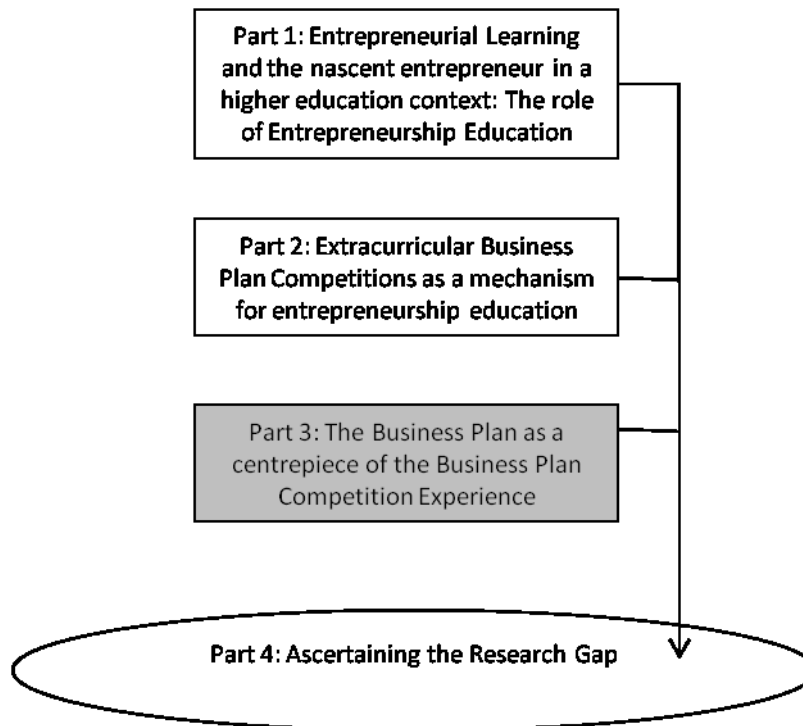 Part 1: Entrepreneurial Learning
and the nascent entrepreneur in a
higher education context: The role
of Entrepreneurship Education
Part 2: Extracurricular Business
Plan Competitions as a mechanism
for entrepreneurship education
Part 3: The Business Plan as a
centrepiece of the Business Plan
Competition Experience
Part 4: Ascertaining the Research Gap